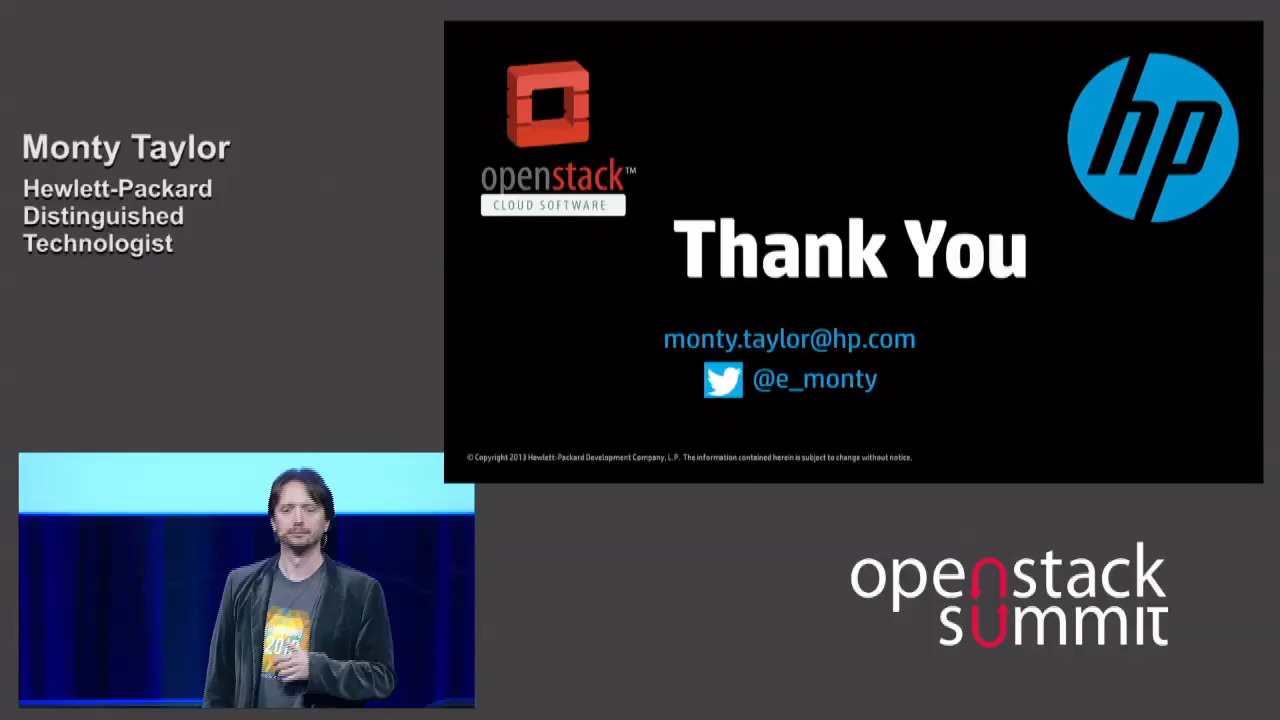 Monty Taylor
Hewlett-Packard
Distinguished
Technologist
openstack™
CLOUD SOFTWARE
hp
Thank You
monty.taylor@hp.com
@e_monty
© Copyright 2013 Hewlett-Packard Development Company, L.P. The information contained herein is subject to change without notice.
openstack
summit